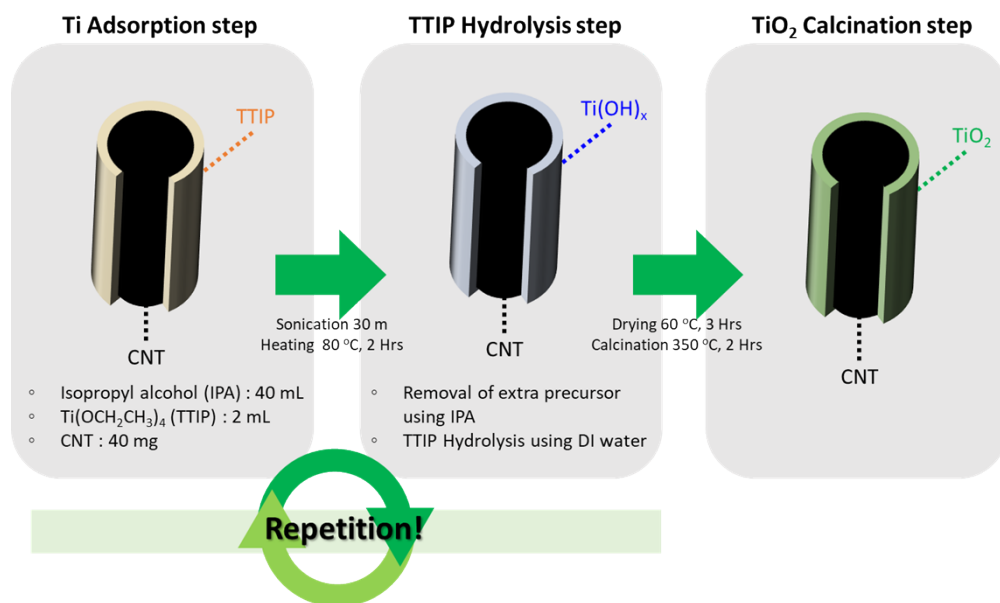 Ti Adsorption step
TTIP Hydrolysis step
TiO₂ Calcination step
TTIP
Ti(OH)ₓ
TiO₂
Sonication 30 m
Heating 80 °C, 2 Hrs
Drying 60 °C, 3 Hrs
Calcination 350 °C, 2 Hrs
CNT
CNT
CNT
◦ Isopropyl alcohol (IPA) : 40 mL
◦ Ti(OCH₂CH₃)₄ (TTIP) : 2 mL
◦ CNT : 40 mg
◦ Removal of extra precursor
using IPA
◦ TTIP Hydrolysis using DI water
Repetition!